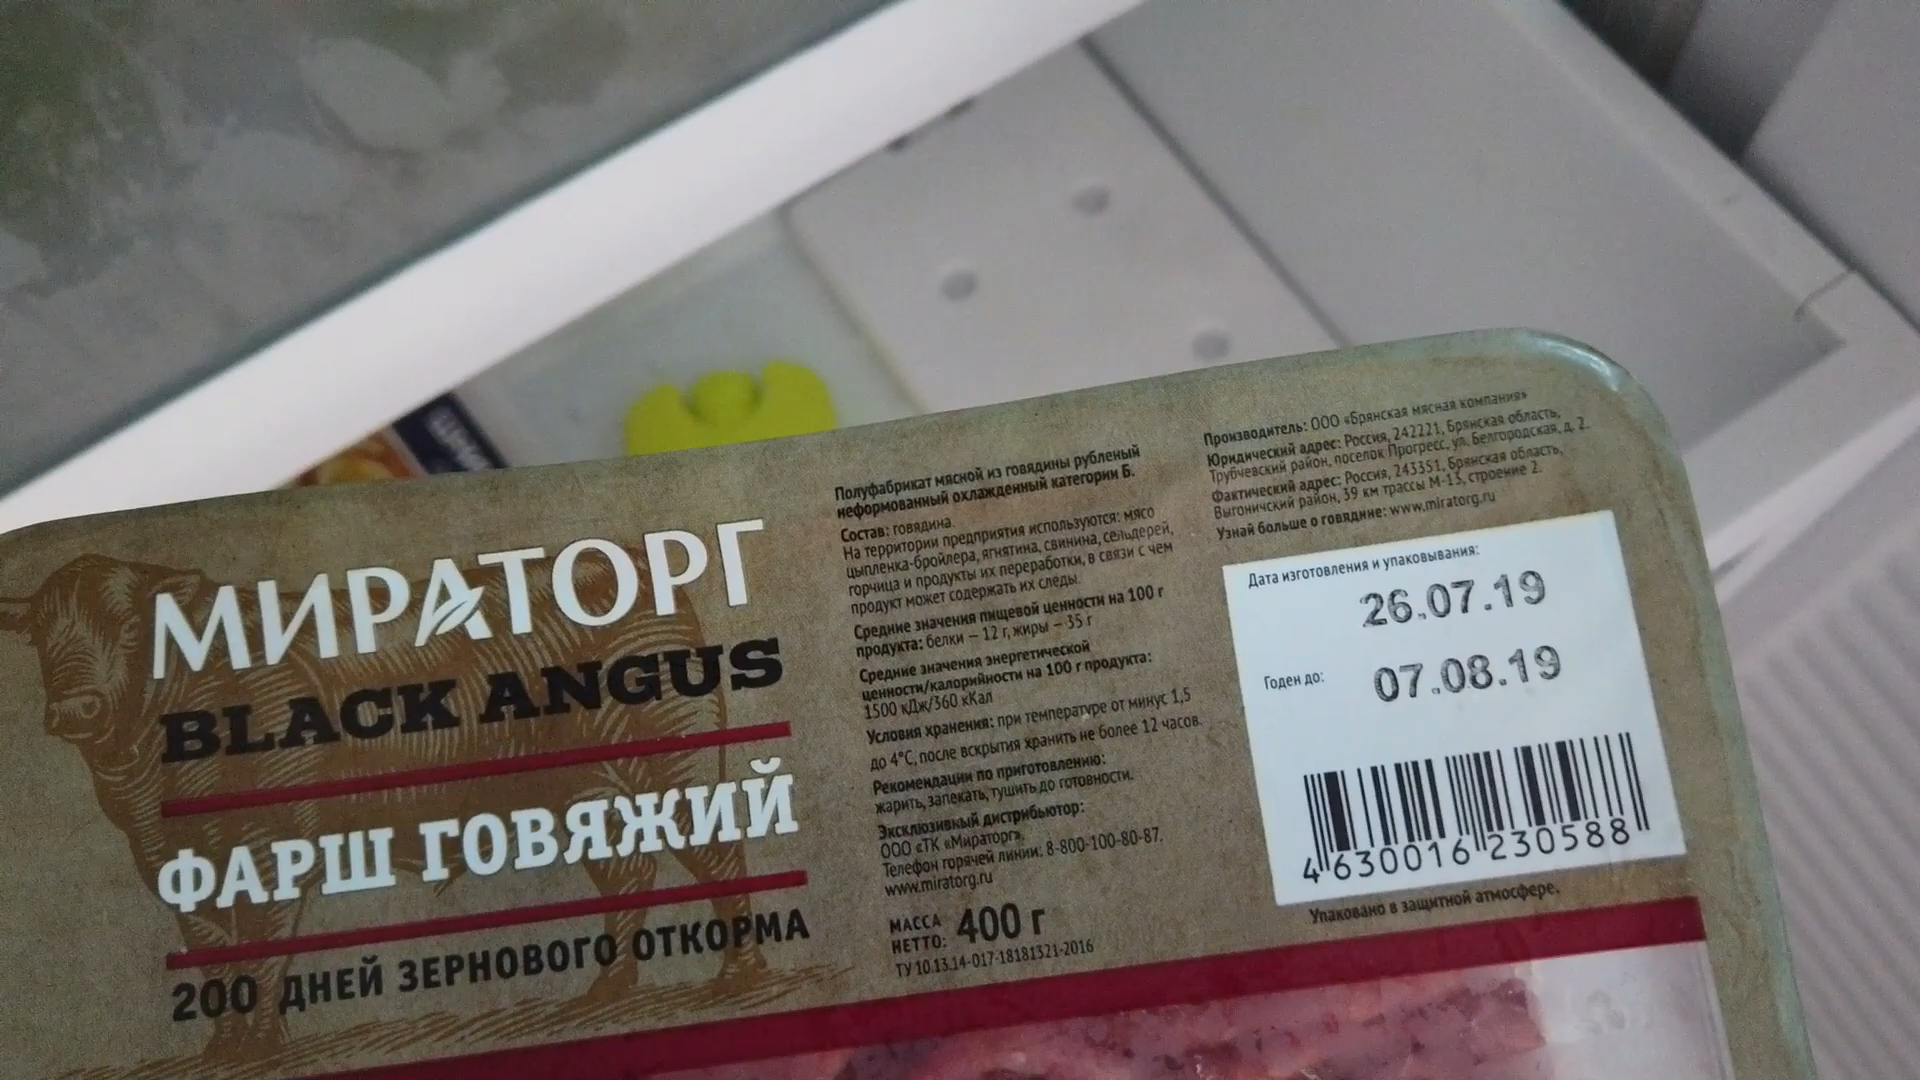 МИРАТОРГ
BLACK ANGUS
ФАРШ ГОВЯЖИЙ
200 ДНЕЙ ЗЕРНОВОГО ОТКОРМА
Полуфабрикат мясной из говядины рубленый
неформованный охлажденный категории Б.
Состав: говядина.
На территории предприятия используются: мясо
цыпленка-бройлера, ягнятина, свинина, сельдерей,
горчица и продукты их переработки, в связи с чем
продукт может содержать их следы.
Средние значения пищевой ценности на 100 г
продукта: белки – 12 г, жиры – 35 г
Средние значения энергетической
ценности/калорийности на 100 г продукта:
1500 кДж/360 кКал
Условия хранения: при температуре от минус 1,5
до 4°С, после вскрытия хранить не более 12 часов.
Рекомендации по приготовлению:
жарить, запекать, тушить до готовности.
Эксклюзивный дистрибьютор:
ООО «ТК «Мираторг».
Телефон горячей линии: 8-800-100-80-87.
www.miratorg.ru
МАССА
НЕТТО: 400 г
ТУ 10.13.14-017-18181321-2016
Производитель: ООО «Брянская мясная компания»
Юридический адрес: Россия, 242221, Брянская область,
Трубчевский район, поселок Прогресс, ул. Белгородская, д. 2.
Фактический адрес: Россия, 243351, Брянская область,
Выгоничский район, 39 км трассы М-13, строение 2.
Узнай больше о говядине: www.miratorg.ru
Дата изготовления и упаковывания:
26.07.19
Годен до: 07.08.19
4 630016 230588
Упаковано в защитной атмосфере.